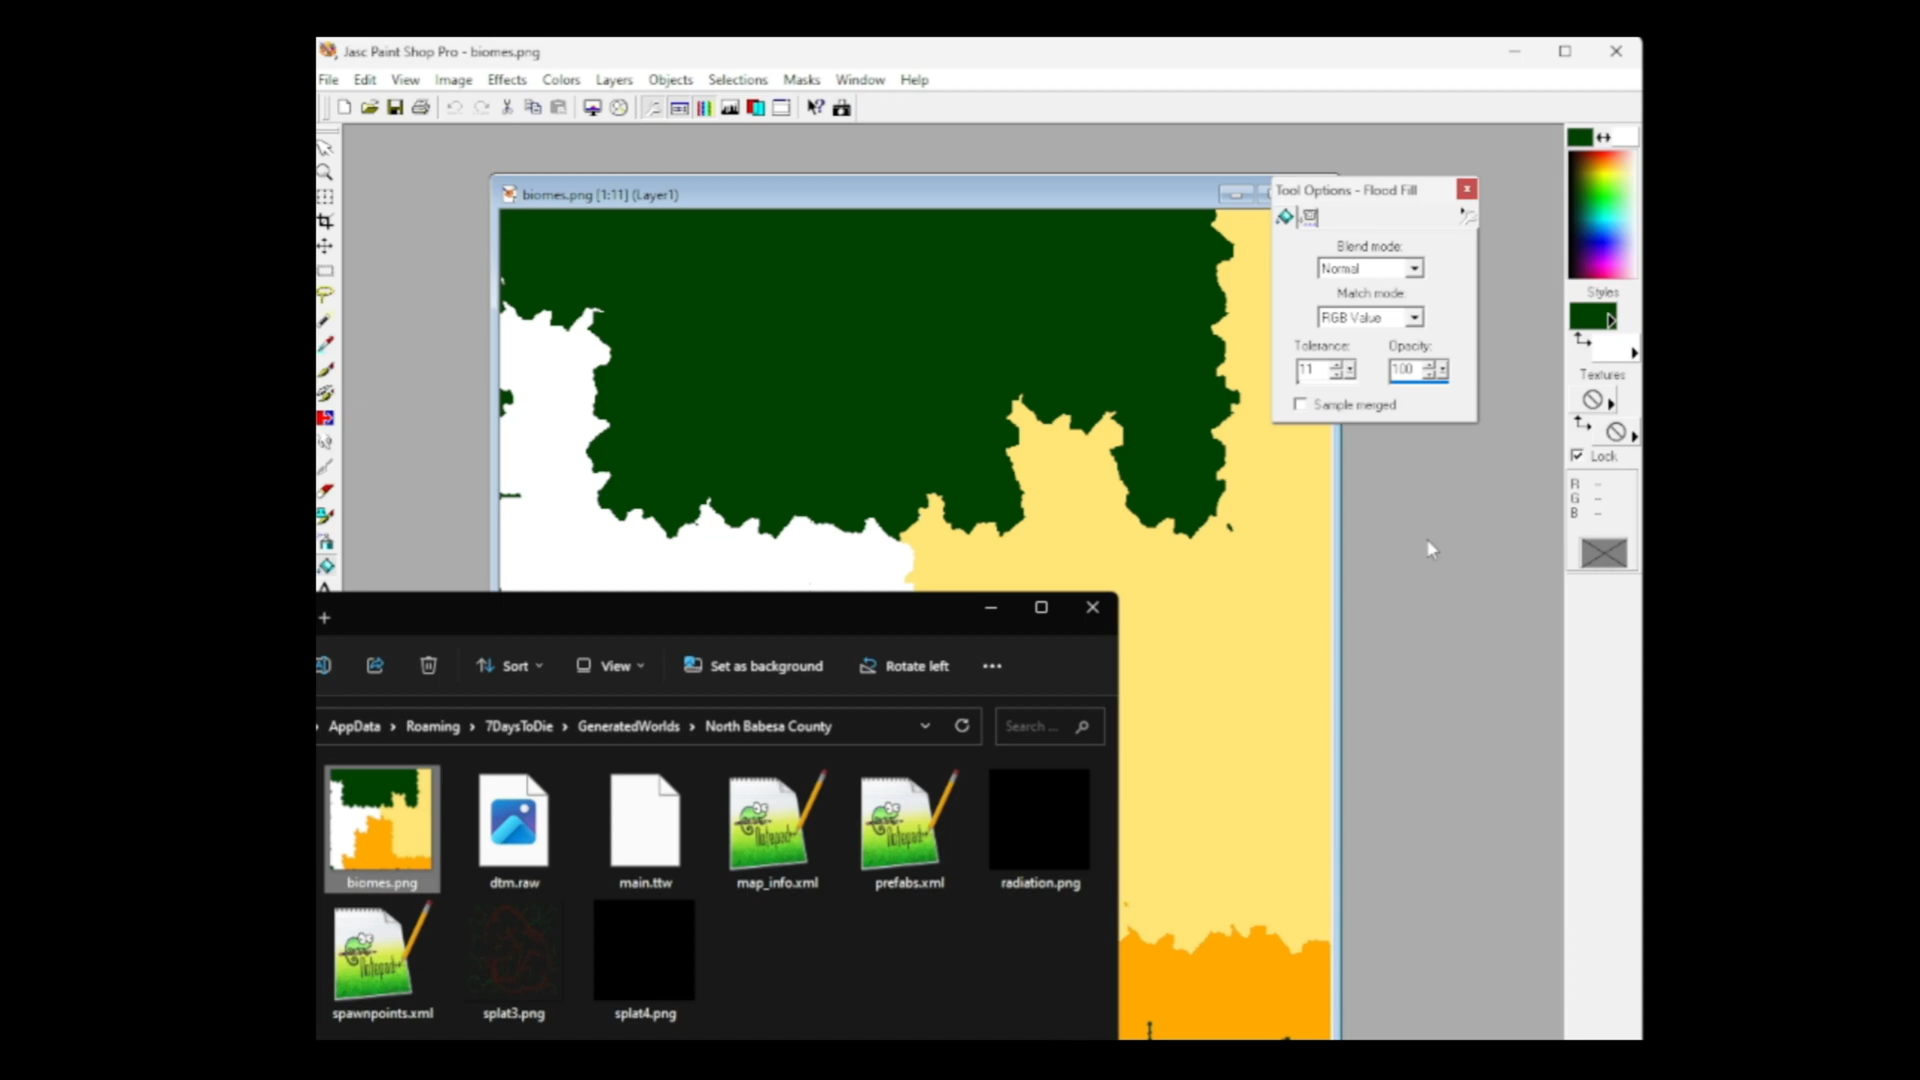 Jasc Paint Shop Pro - biomes.png
File Edit View Image Effects Colors Layers Objects Selections Masks Window Help
biomes.png [1:11] (Layer1)
Tool Options - Flood Fill
Blend mode:
Normal
Match mode:
RGB Value
Tolerance: Opacity:
11 100
Sample merged
Styles
Textures
Lock
R --
G --
B --
+
Sort View Set as background Rotate left •••
› AppData › Roaming › 7DaysToDie › GeneratedWorlds › North Babesa County
Search ...
Notepad++
Notepad++
biomes.png dtm.raw main.ttw map_info.xml prefabs.xml radiation.png
Notepad++
spawnpoints.xml splat3.png splat4.png